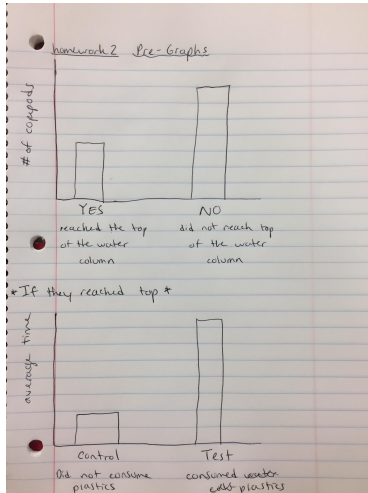 homework 2 Pre-Graphs
# of copepods
YES NO
reached the top did not reach top
of the water of the water
column column
*If they reached top*
average time
Control Test
Did not consume consumed
plastics plastics